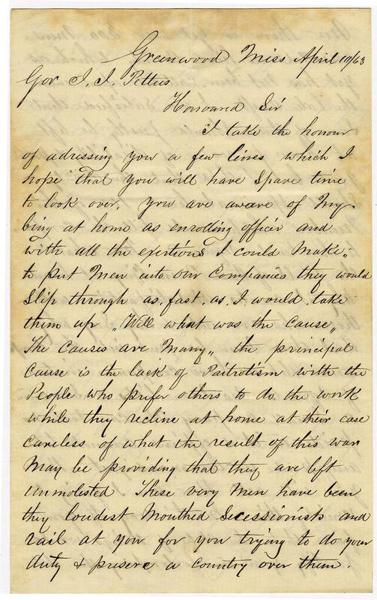 Greenwood Miss April 10/63
Gov J. J. Pettus
Honourd Sir
I take the honour
of adressing you a few lines which I
hope that you will have spare time
to look over, you are aware of my
bing at home as enrolling officer and
with all the exertions I could make
to put men into our companies they would
slip through as fast as I would take
them up Well what was the cause,
The causes are many, the principal
cause is the lack of Paitriotism with the
People who prefer others to do the work
while they recline at home at their ease
careless of what the result of this war
may be providing that they are left
unmolested These very men have been
they loudest mouthed Secessionists and
rail at you for you trying to do your
duty & preserve a country over them.